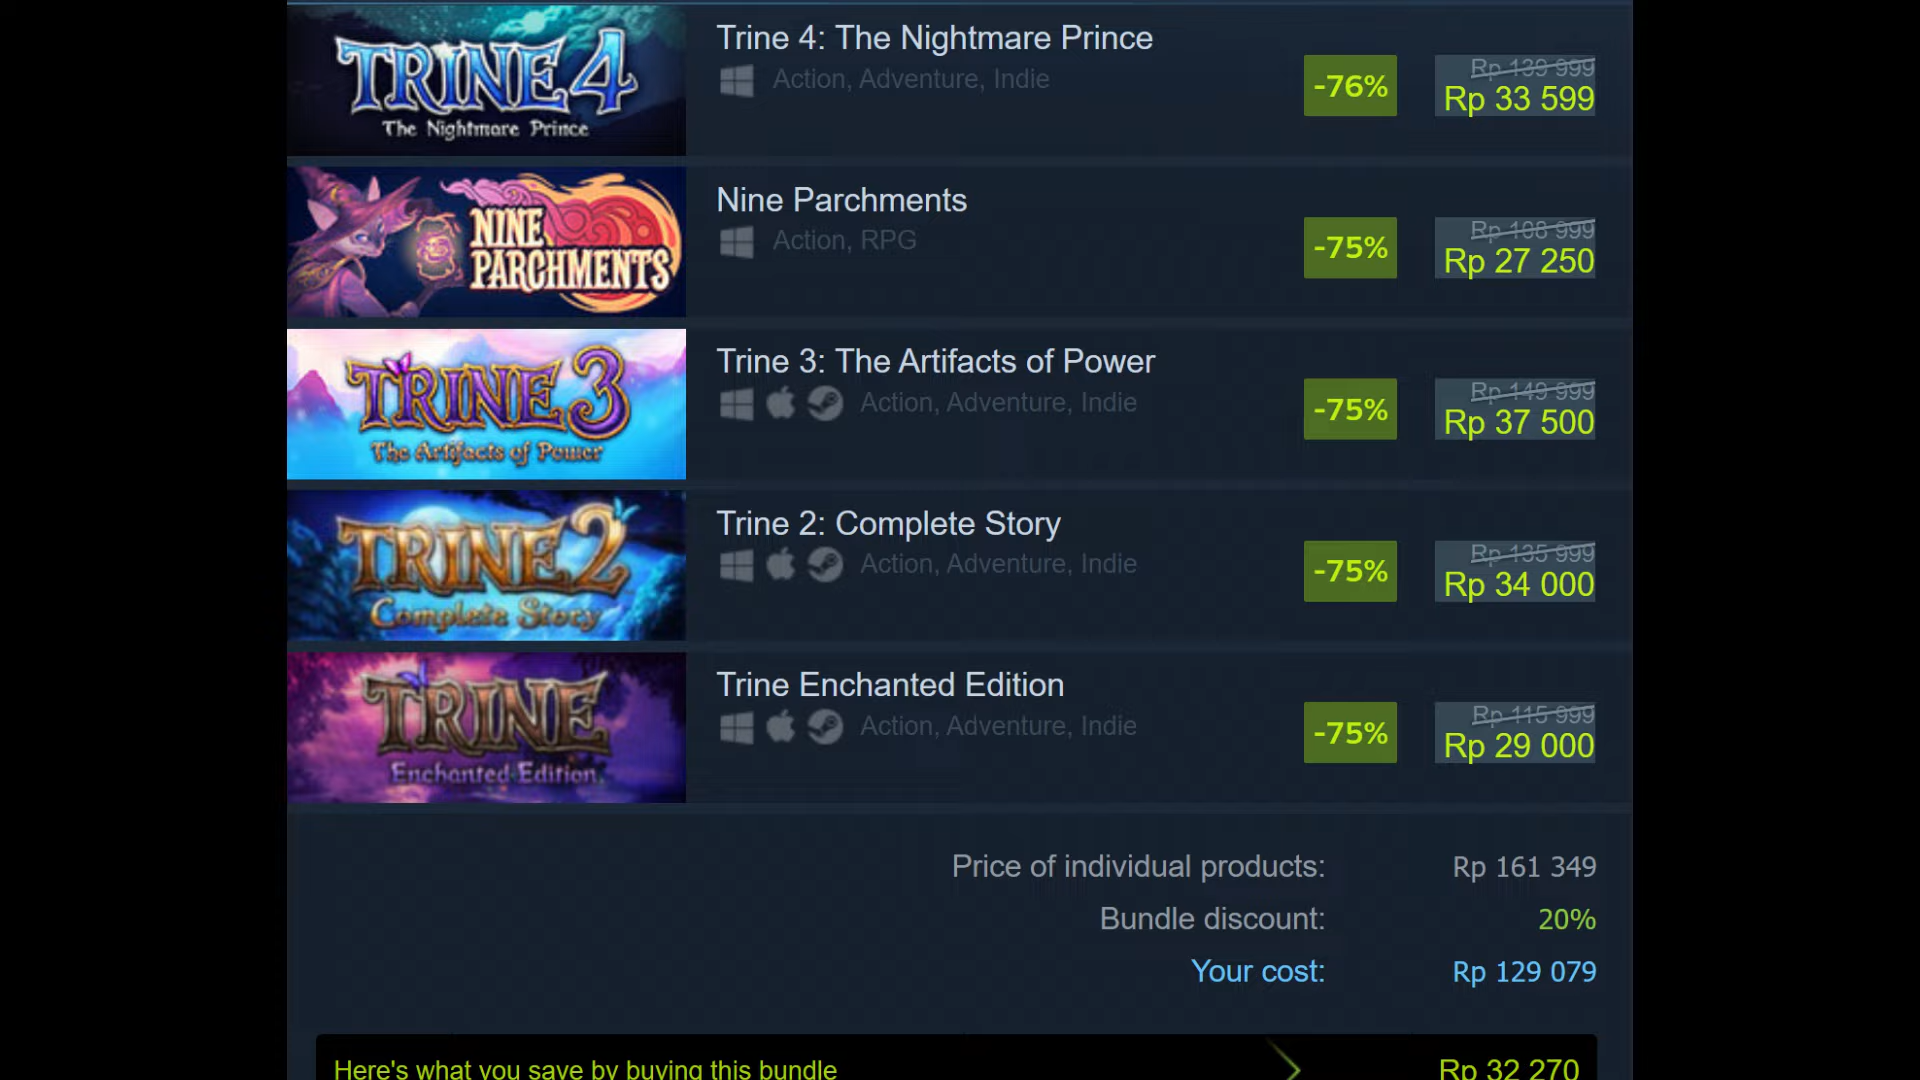 TRINE 4
The Nightmare Prince
Trine 4: The Nightmare Prince
Action, Adventure, Indie
-76%
Rp 139 999
Rp 33 599
NINE
PARCHMENTS
Nine Parchments
Action, RPG
-75%
Rp 108 999
Rp 27 250
TRINE 3
The Artifacts of Power
Trine 3: The Artifacts of Power
Action, Adventure, Indie
-75%
Rp 149 999
Rp 37 500
TRINE 2
Complete Story
Trine 2: Complete Story
Action, Adventure, Indie
-75%
Rp 135 999
Rp 34 000
TRINE
Enchanted Edition
Trine Enchanted Edition
Action, Adventure, Indie
-75%
Rp 115 999
Rp 29 000
Price of individual products: Rp 161 349
Bundle discount: 20%
Your cost: Rp 129 079
Here's what you save by buying this bundle Rp 32 270